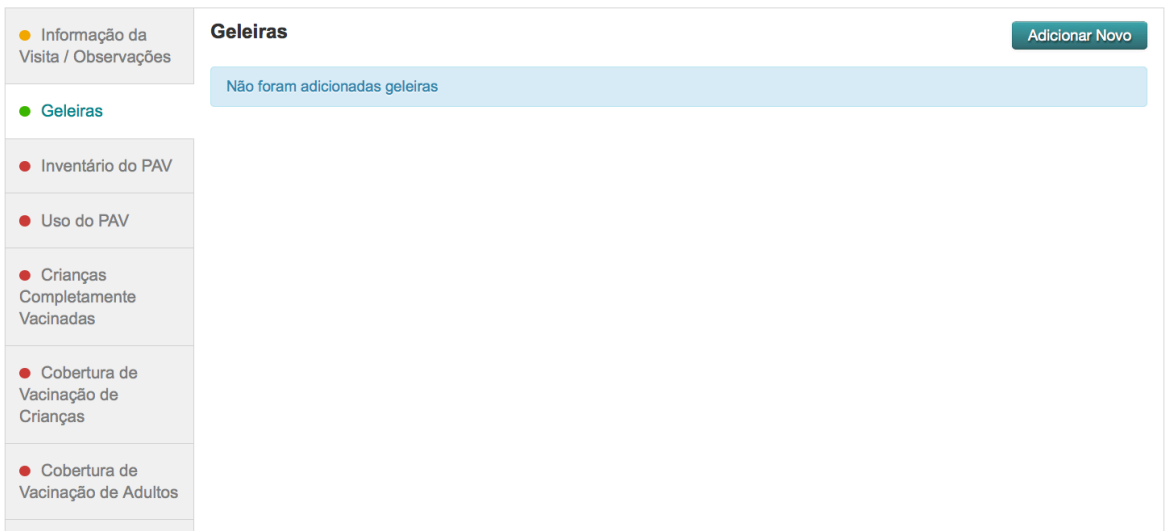 Informação da
Visita / Observações
Geleiras
Inventário do PAV
Uso do PAV
Crianças
Completamente
Vacinadas
Cobertura de
Vacinação de
Crianças
Cobertura de
Vacinação de Adultos
Geleiras
Adicionar Novo
Não foram adicionadas geleiras